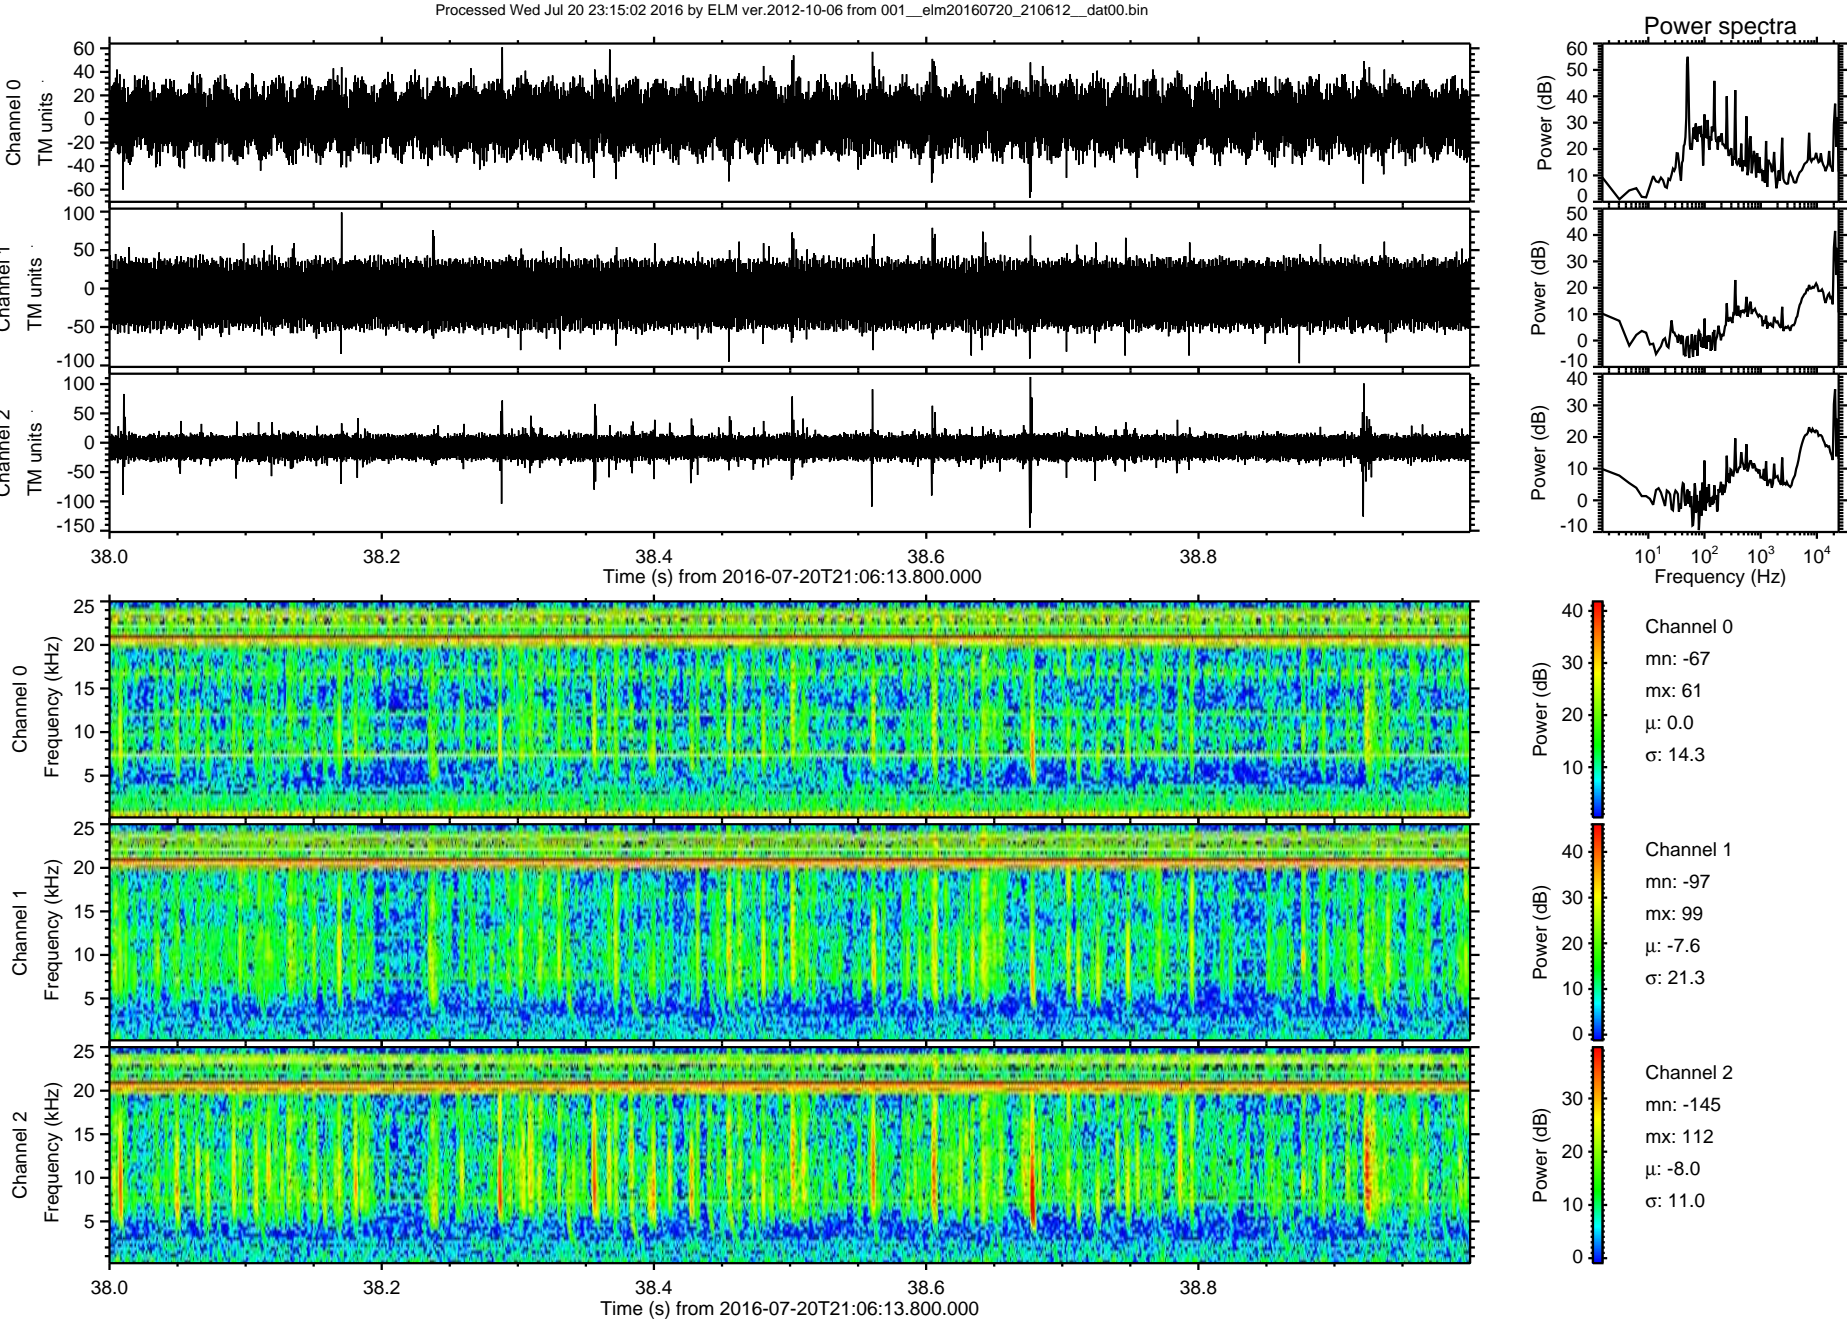 Processed Wed Jul 20 23:15:02 2016 by ELM ver.2012-10-06 from 001__elm20160720_210612__dat00.bin
Power spectra
Channel 0
TM units
60
40
20
0
-20
-40
-60
Power (dB)
60
50
40
30
20
10
0
Channel 1
TM units
100
50
0
-50
-100
Power (dB)
50
40
30
20
10
0
-10
Channel 2
TM units
100
50
0
-50
-100
-150
Power (dB)
40
30
20
10
0
-10
38.0 38.2 38.4 38.6 38.8
Time (s) from 2016-07-20T21:06:13.800.000
10¹ 10² 10³ 10⁴
Frequency (Hz)
Channel 0
Frequency (kHz)
25
20
15
10
5
Power (dB)
40
30
20
10
Channel 0
mn: -67
mx: 61
μ: 0.0
σ: 14.3
Channel 1
Frequency (kHz)
25
20
15
10
5
Power (dB)
40
30
20
10
0
Channel 1
mn: -97
mx: 99
μ: -7.6
σ: 21.3
Channel 2
Frequency (kHz)
25
20
15
10
5
Power (dB)
30
20
10
0
Channel 2
mn: -145
mx: 112
μ: -8.0
σ: 11.0
38.0 38.2 38.4 38.6 38.8
Time (s) from 2016-07-20T21:06:13.800.000